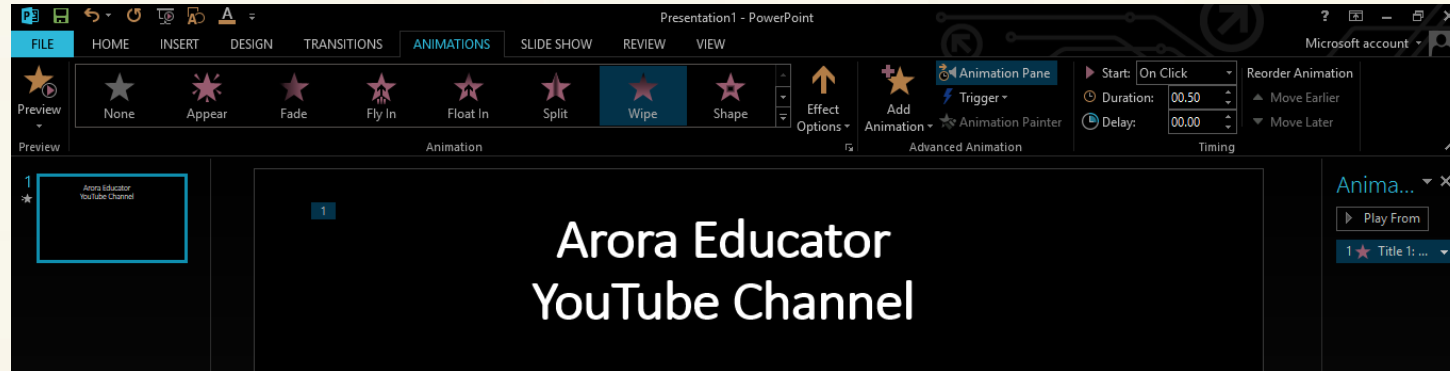 Presentation1 - PowerPoint
?
FILE HOME INSERT DESIGN TRANSITIONS ANIMATIONS SLIDE SHOW REVIEW VIEW Microsoft account
Preview
None Appear Fade Fly In Float In Split Wipe Shape
Effect Options
Add Animation
Animation Pane
Trigger
Animation Painter
Start: On Click
Duration: 00.50
Delay: 00.00
Reorder Animation
Move Earlier
Move Later
Preview Animation Advanced Animation Timing
1
Arora Educator
YouTube Channel
1
Arora Educator
YouTube Channel
Anima...
Play From
1 Title 1: ...